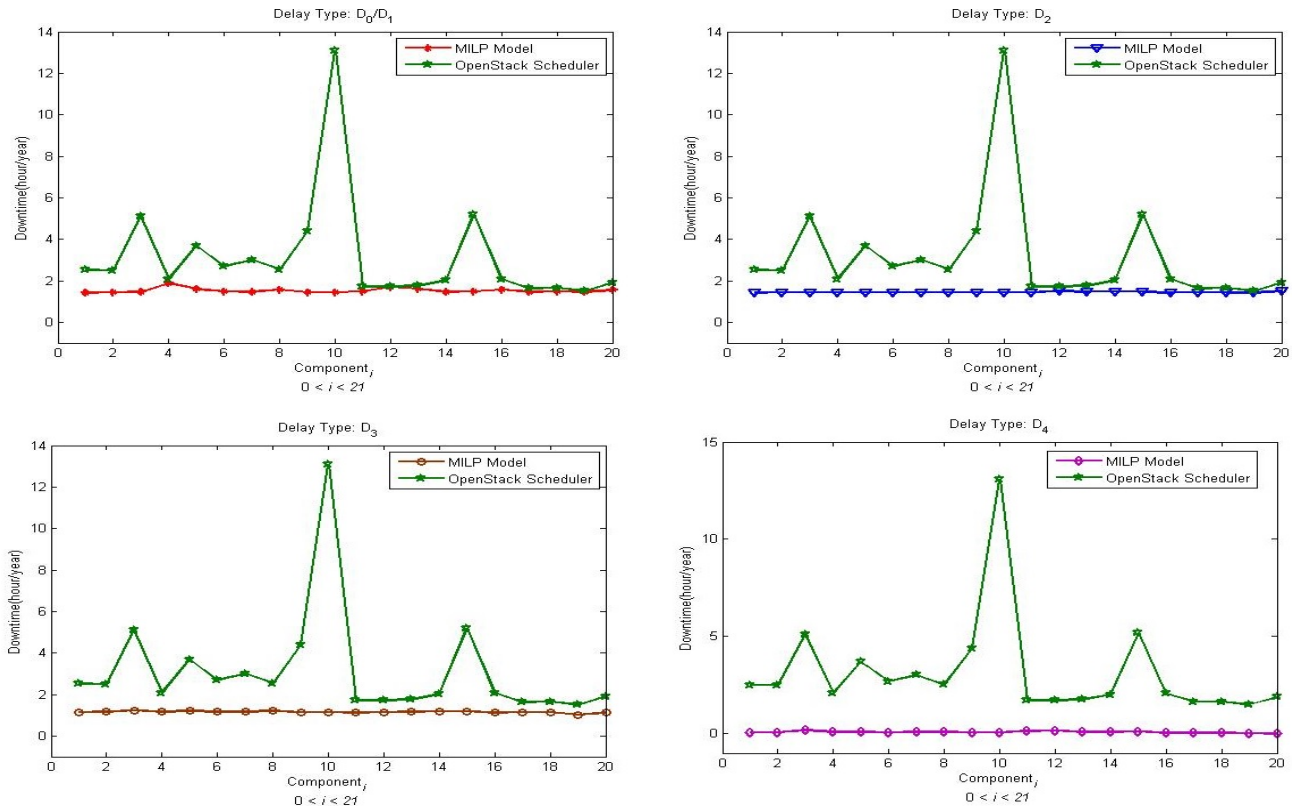 Delay Type: D0/D1
MILP Model
OpenStack Scheduler
Downtime(hour/year)
14
12
10
8
6
4
2
0
0 2 4 6 8 10 12 14 16 18 20
Component i
0 < i < 21
Delay Type: D2
MILP Model
OpenStack Scheduler
Downtime(hour/year)
14
12
10
8
6
4
2
0
0 2 4 6 8 10 12 14 16 18 20
Component i
0 < i < 21
Delay Type: D3
MILP Model
OpenStack Scheduler
Downtime(hour/year)
14
12
10
8
6
4
2
0
0 2 4 6 8 10 12 14 16 18 20
Component i
0 < i < 21
Delay Type: D4
MILP Model
OpenStack Scheduler
Downtime(hour/year)
15
10
5
0
0 2 4 6 8 10 12 14 16 18 20
Component i
0 < i < 21